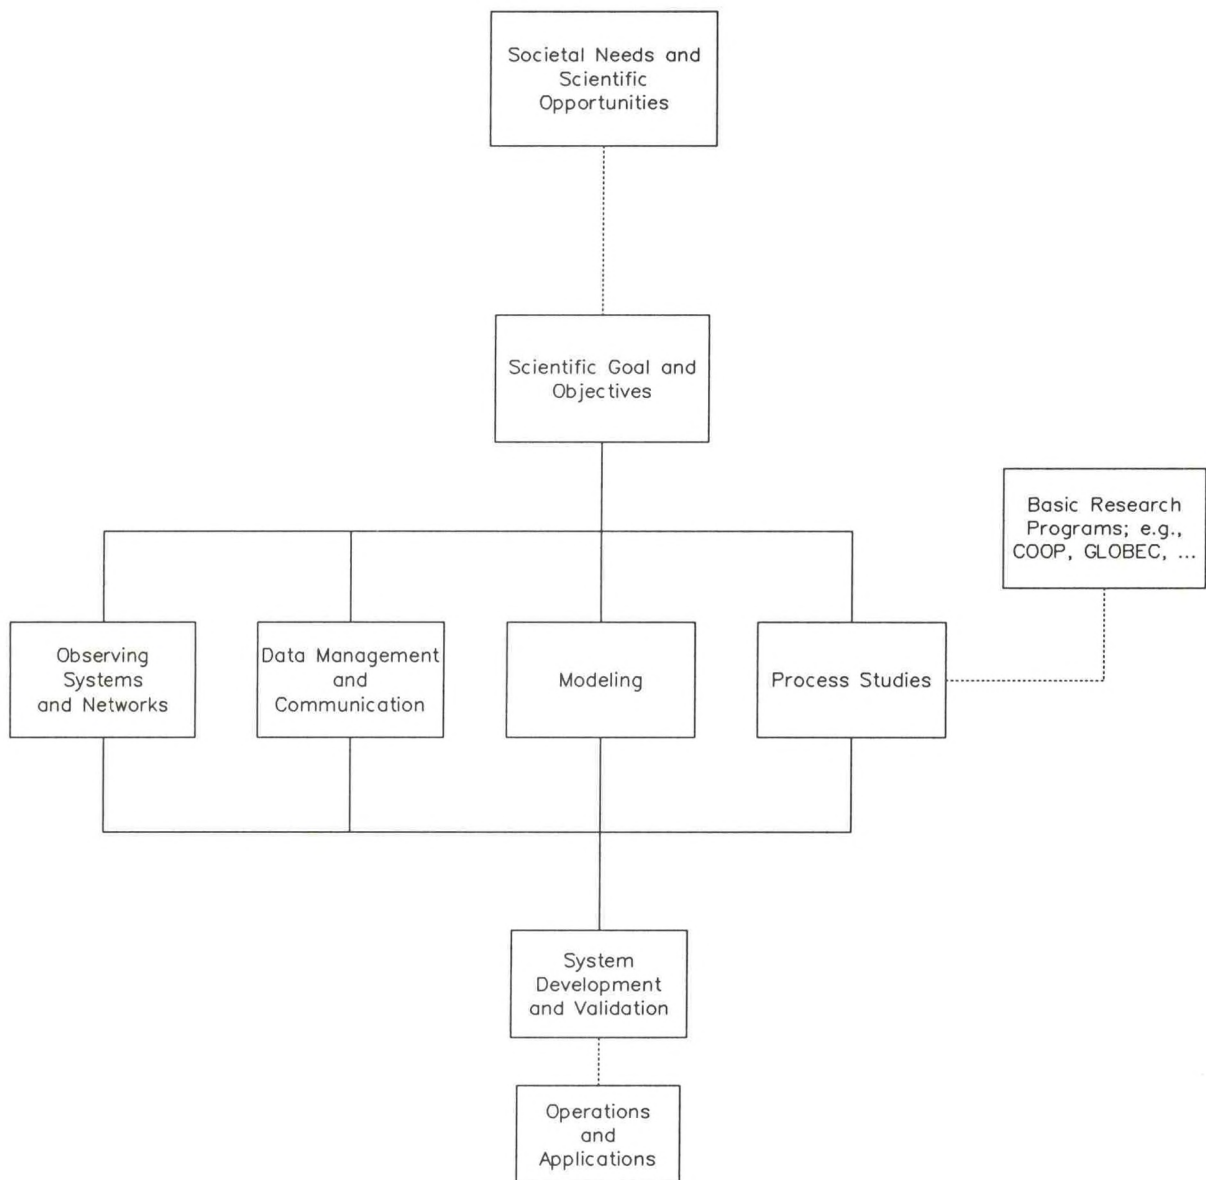 Societal Needs and
Scientific
Opportunities
Scientific Goal and
Objectives
Basic Research
Programs; e.g.,
COOP, GLOBEC, ...
Observing
Systems
and Networks
Data Management
and
Communication
Modeling
Process Studies
System
Development
and Validation
Operations
and
Applications